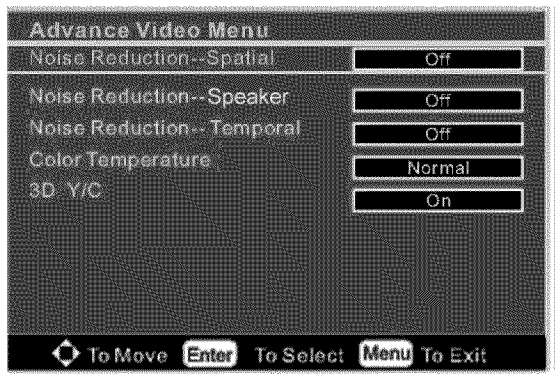 Advance Video Menu
Noise Reduction--Spatial Off
Noise Reduction--Speaker Off
Noise Reduction-- Temporal Off
Color Temperature Normal
3D Y/C On
To Move Enter To Select Menu To Exit